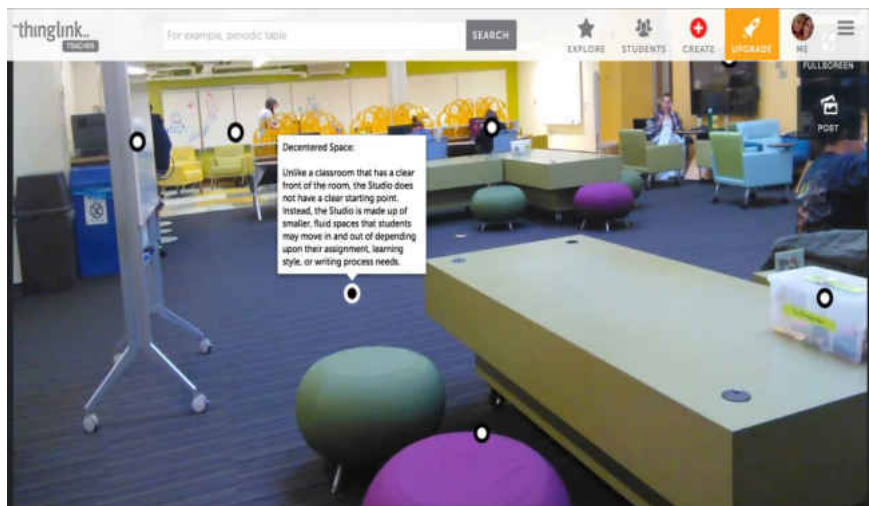 thinglink..
TEACHER
For example, periodic table
SEARCH
EXPLORE
STUDENTS
CREATE
UPGRADE
ME
FULLSCREEN
POST
Decentered Space:
Unlike a classroom that has a clear
front of the room, the Studio does
not have a clear starting point.
Instead, the Studio is made up of
smaller, fluid spaces that students
may move in and out of depending
upon their assignment, learning
style, or writing process needs.